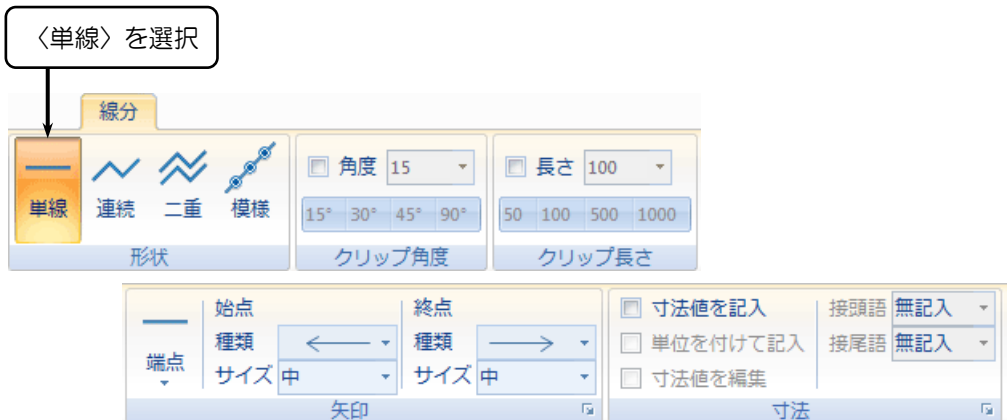 〈単線〉を選択
線分
単線 連続 二重 模様
形状
角度 15
15° 30° 45° 90°
クリップ角度
長さ 100
50 100 500 1000
クリップ長さ
端点
始点
種類
サイズ 中
終点
種類
サイズ 中
矢印
寸法値を記入
単位を付けて記入
寸法値を編集
接頭語 無記入
接尾語 無記入
寸法